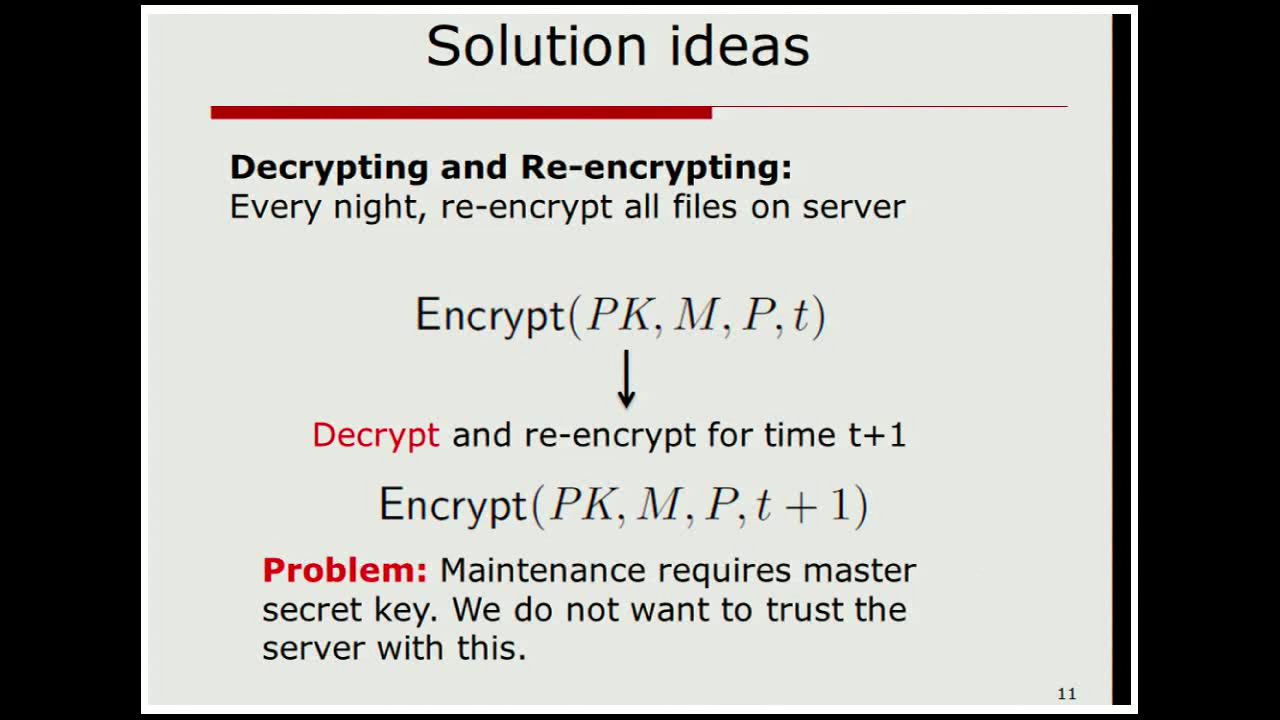 Solution ideas
Decrypting and Re-encrypting:
Every night, re-encrypt all files on server
Encrypt(PK, M, P, t)
Decrypt and re-encrypt for time t+1
Encrypt(PK, M, P, t + 1)
Problem: Maintenance requires master
secret key. We do not want to trust the
server with this.
11